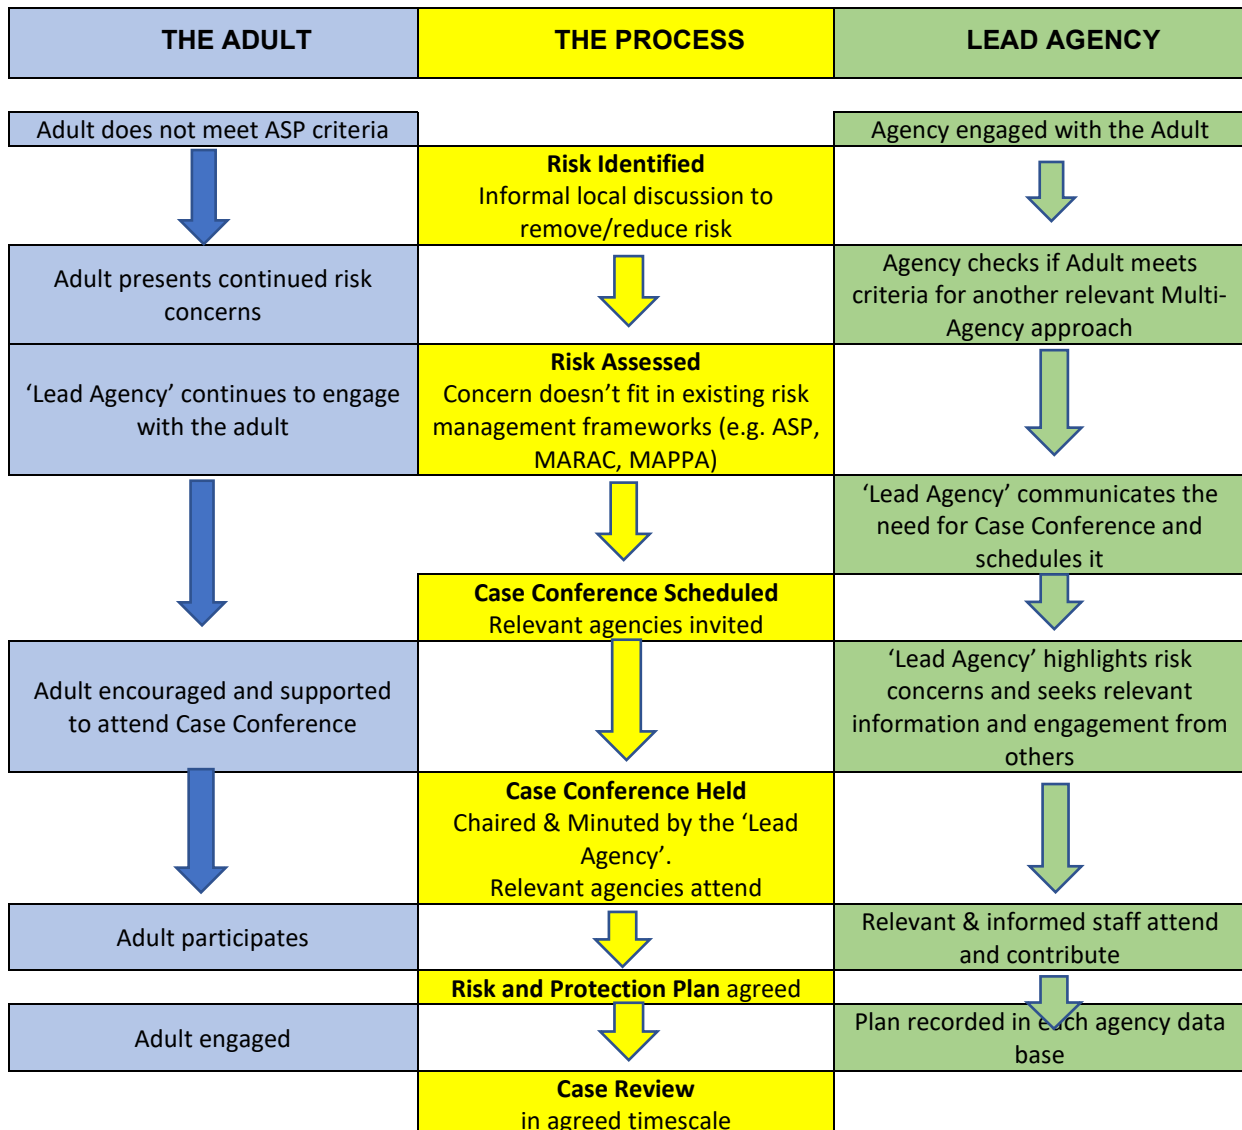 THE ADULT
THE PROCESS
LEAD AGENCY
Adult does not meet ASP criteria
Agency engaged with the Adult
Risk Identified
Informal local discussion to
remove/reduce risk
Adult presents continued risk
concerns
Agency checks if Adult meets
criteria for another relevant Multi-
Agency approach
‘Lead Agency’ continues to engage
with the adult
Risk Assessed
Concern doesn’t fit in existing risk
management frameworks (e.g. ASP,
MARAC, MAPPA)
‘Lead Agency’ communicates the
need for Case Conference and
schedules it
Case Conference Scheduled
Relevant agencies invited
Adult encouraged and supported
to attend Case Conference
‘Lead Agency’ highlights risk
concerns and seeks relevant
information and engagement from
others
Case Conference Held
Chaired & Minuted by the ‘Lead
Agency’.
Relevant agencies attend
Adult participates
Relevant & informed staff attend
and contribute
Risk and Protection Plan agreed
Adult engaged
Plan recorded in each agency data
base
Case Review
in agreed timescale